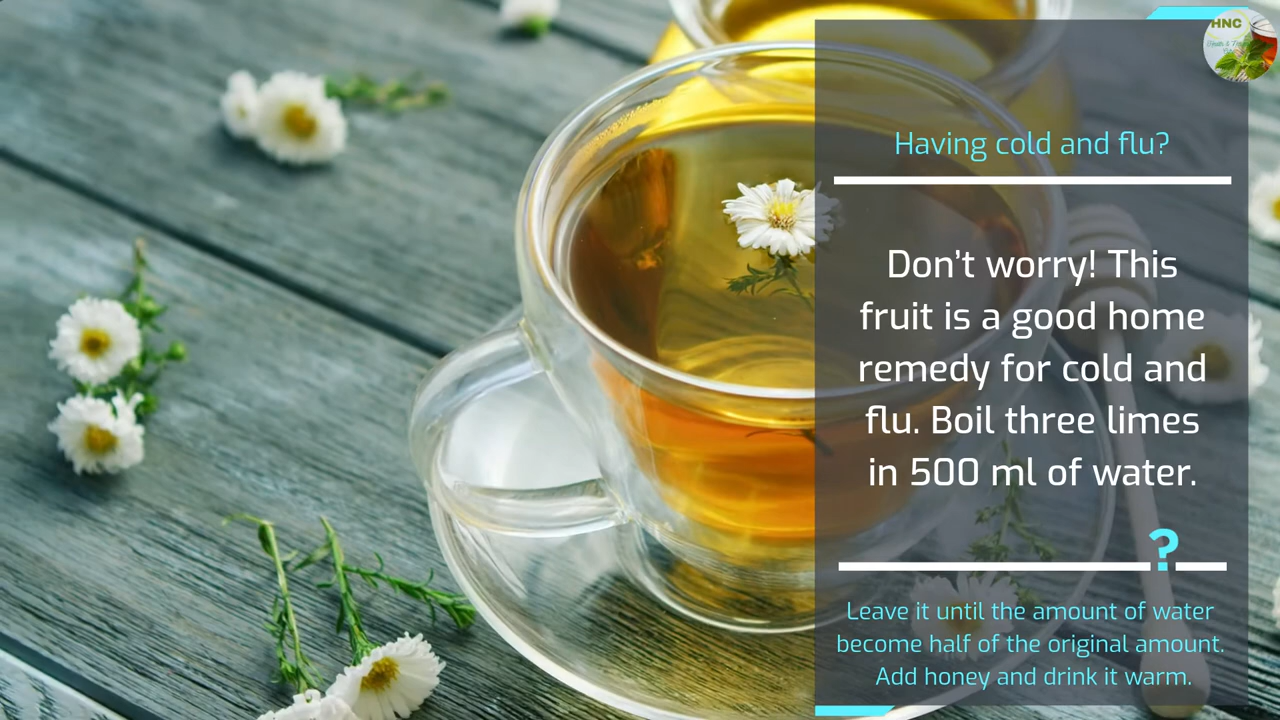 HNC
Having cold and flu?
Don't worry! This
fruit is a good home
remedy for cold and
flu. Boil three limes
in 500 ml of water.
?
Leave it until the amount of water
become half of the original amount.
Add honey and drink it warm.